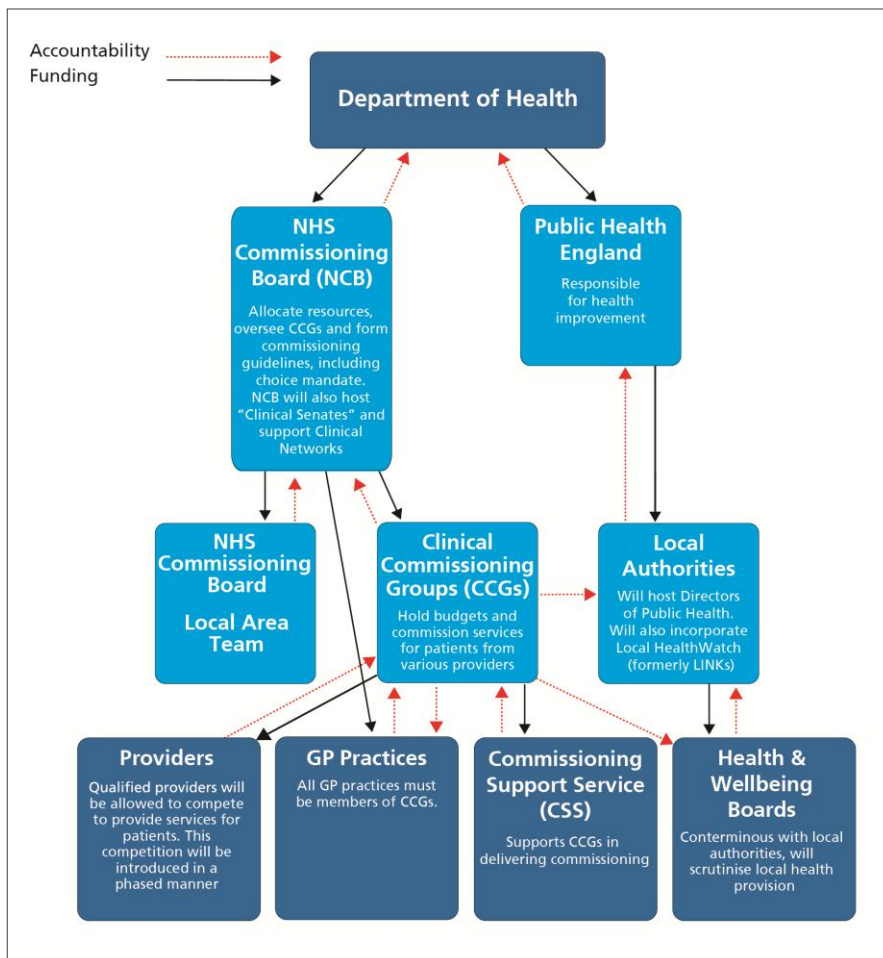 Accountability
Funding
Department of Health
NHS
Commissioning
Board (NCB)
Allocate resources,
oversee CCGs and form
commissioning
guidelines, including
choice mandate.
NCB will also host
“Clinical Senates” and
support Clinical
Networks
Public Health
England
Responsible
for health
improvement
NHS
Commissioning
Board
Local Area
Team
Clinical
Commissioning
Groups (CCGs)
Hold budgets and
commission services
for patients from
various providers
Local
Authorities
Will host Directors
of Public Health.
Will also incorporate
Local HealthWatch
(formerly LINKs)
Providers
Qualified providers will
be allowed to compete
to provide services for
patients. This
competition will be
introduced in a
phased manner
GP Practices
All GP practices must
be members of CCGs.
Commissioning
Support Service
(CSS)
Supports CCGs in
delivering commissioning
Health &
Wellbeing
Boards
Conterminous with local
authorities, will
scrutinise local health
provision